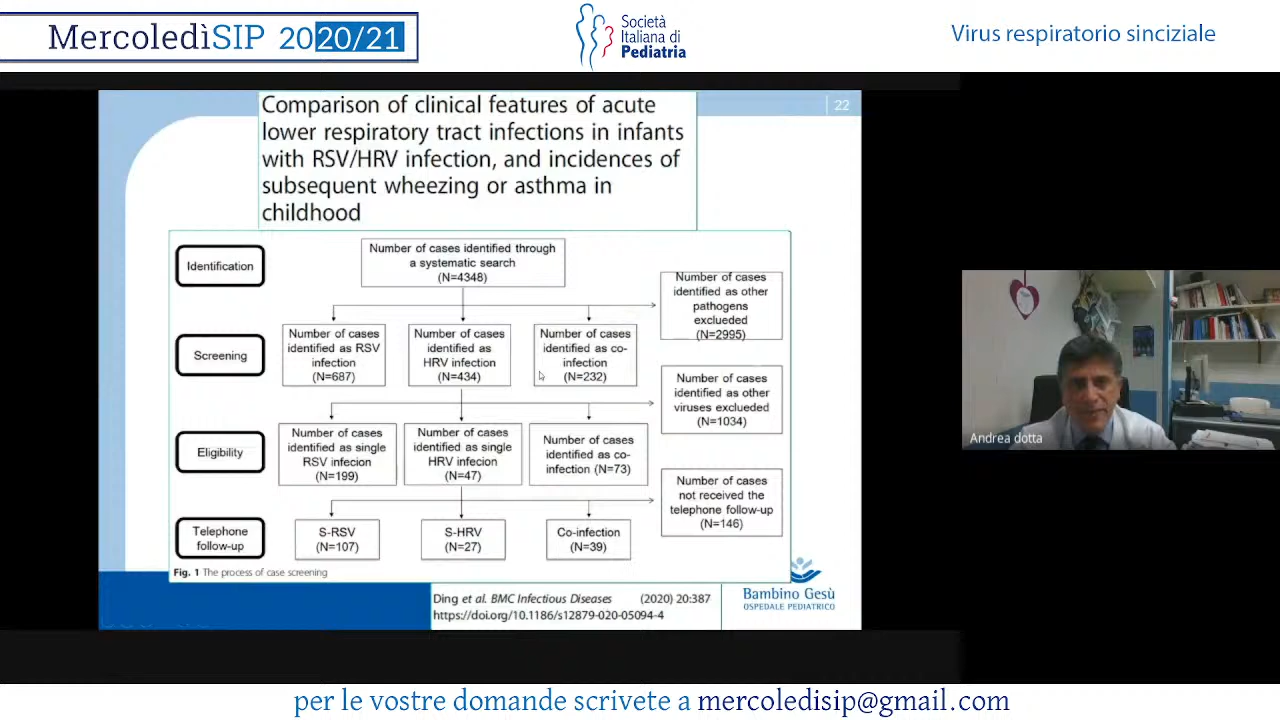 MercoledìSIP 2020/21
Società
Italiana di
Pediatria
Virus respiratorio sinciziale
22
Comparison of clinical features of acute
lower respiratory tract infections in infants
with RSV/HRV infection, and incidences of
subsequent wheezing or asthma in
childhood
Identification
Number of cases identified through
a systematic search
(N=4348)
Number of cases
identified as other
pathogens
exclueded
(N=2995)
Screening
Number of cases
identified as RSV
infection
(N=687)
Number of cases
identified as
HRV infection
(N=434)
Number of cases
identified as co-
infection
(N=232)
Number of cases
identified as other
viruses exclueded
(N=1034)
Eligibility
Number of cases
identified as single
RSV infecion
(N=199)
Number of cases
identified as single
HRV infecion
(N=47)
Number of cases
identified as co-
infection (N=73)
Number of cases
not received the
telephone follow-up
(N=146)
Telephone
follow-up
S-RSV
(N=107)
S-HRV
(N=27)
Co-infection
(N=39)
Fig. 1 The process of case screening
Ding et al. BMC Infectious Diseases (2020) 20:387
https://doi.org/10.1186/s12879-020-05094-4
Bambino Gesù
OSPEDALE PEDIATRICO
Andrea dotta
per le vostre domande scrivete a mercoledisip@gmail.com